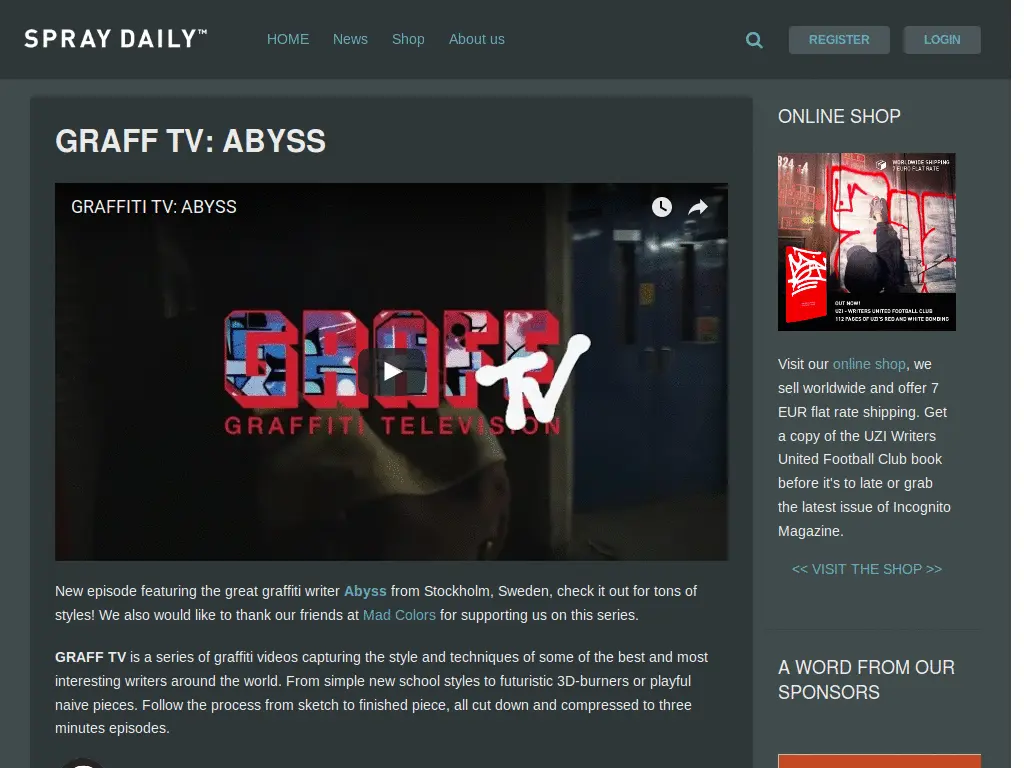 SPRAY DAILY™
HOME
News
Shop
About us
REGISTER
LOGIN
GRAFF TV: ABYSS
GRAFFITI TV: ABYSS
GRAFF TV
GRAFFITI TELEVISION
New episode featuring the great graffiti writer Abyss from Stockholm, Sweden, check it out for tons of
styles! We also would like to thank our friends at Mad Colors for supporting us on this series.
GRAFF TV is a series of graffiti videos capturing the style and techniques of some of the best and most
interesting writers around the world. From simple new school styles to futuristic 3D-burners or playful
naive pieces. Follow the process from sketch to finished piece, all cut down and compressed to three
minutes episodes.
ONLINE SHOP
WORLDWIDE SHIPPING
7 EURO FLAT RATE
OUT NOW!
UZI - WRITERS UNITED FOOTBALL CLUB
112 PAGES OF UZI'S RED AND WHITE BOMBING
Visit our online shop, we
sell worldwide and offer 7
EUR flat rate shipping. Get
a copy of the UZI Writers
United Football Club book
before it's to late or grab
the latest issue of Incognito
Magazine.
<< VISIT THE SHOP >>
A WORD FROM OUR
SPONSORS